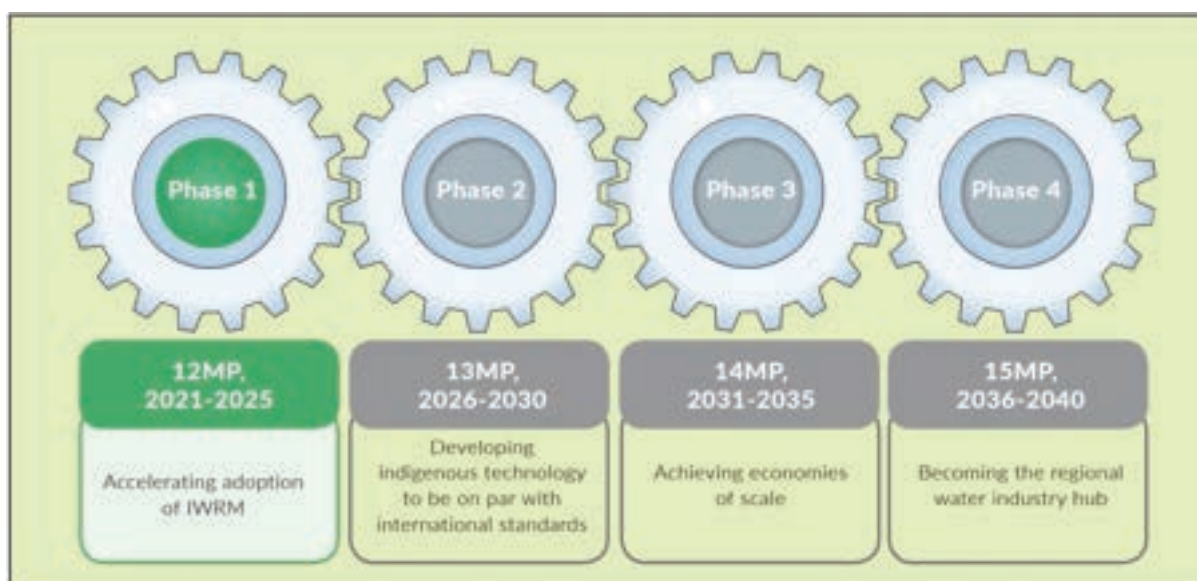 Phase 1
Phase 2
Phase 3
Phase 4
12MP,
2021-2025
13MP,
2026-2030
14MP,
2031-2035
15MP,
2036-2040
Accelerating adoption
of IWRM
Developing
indigenous technology
to be on par with
international standards
Achieving economies
of scale
Becoming the regional
water industry hub